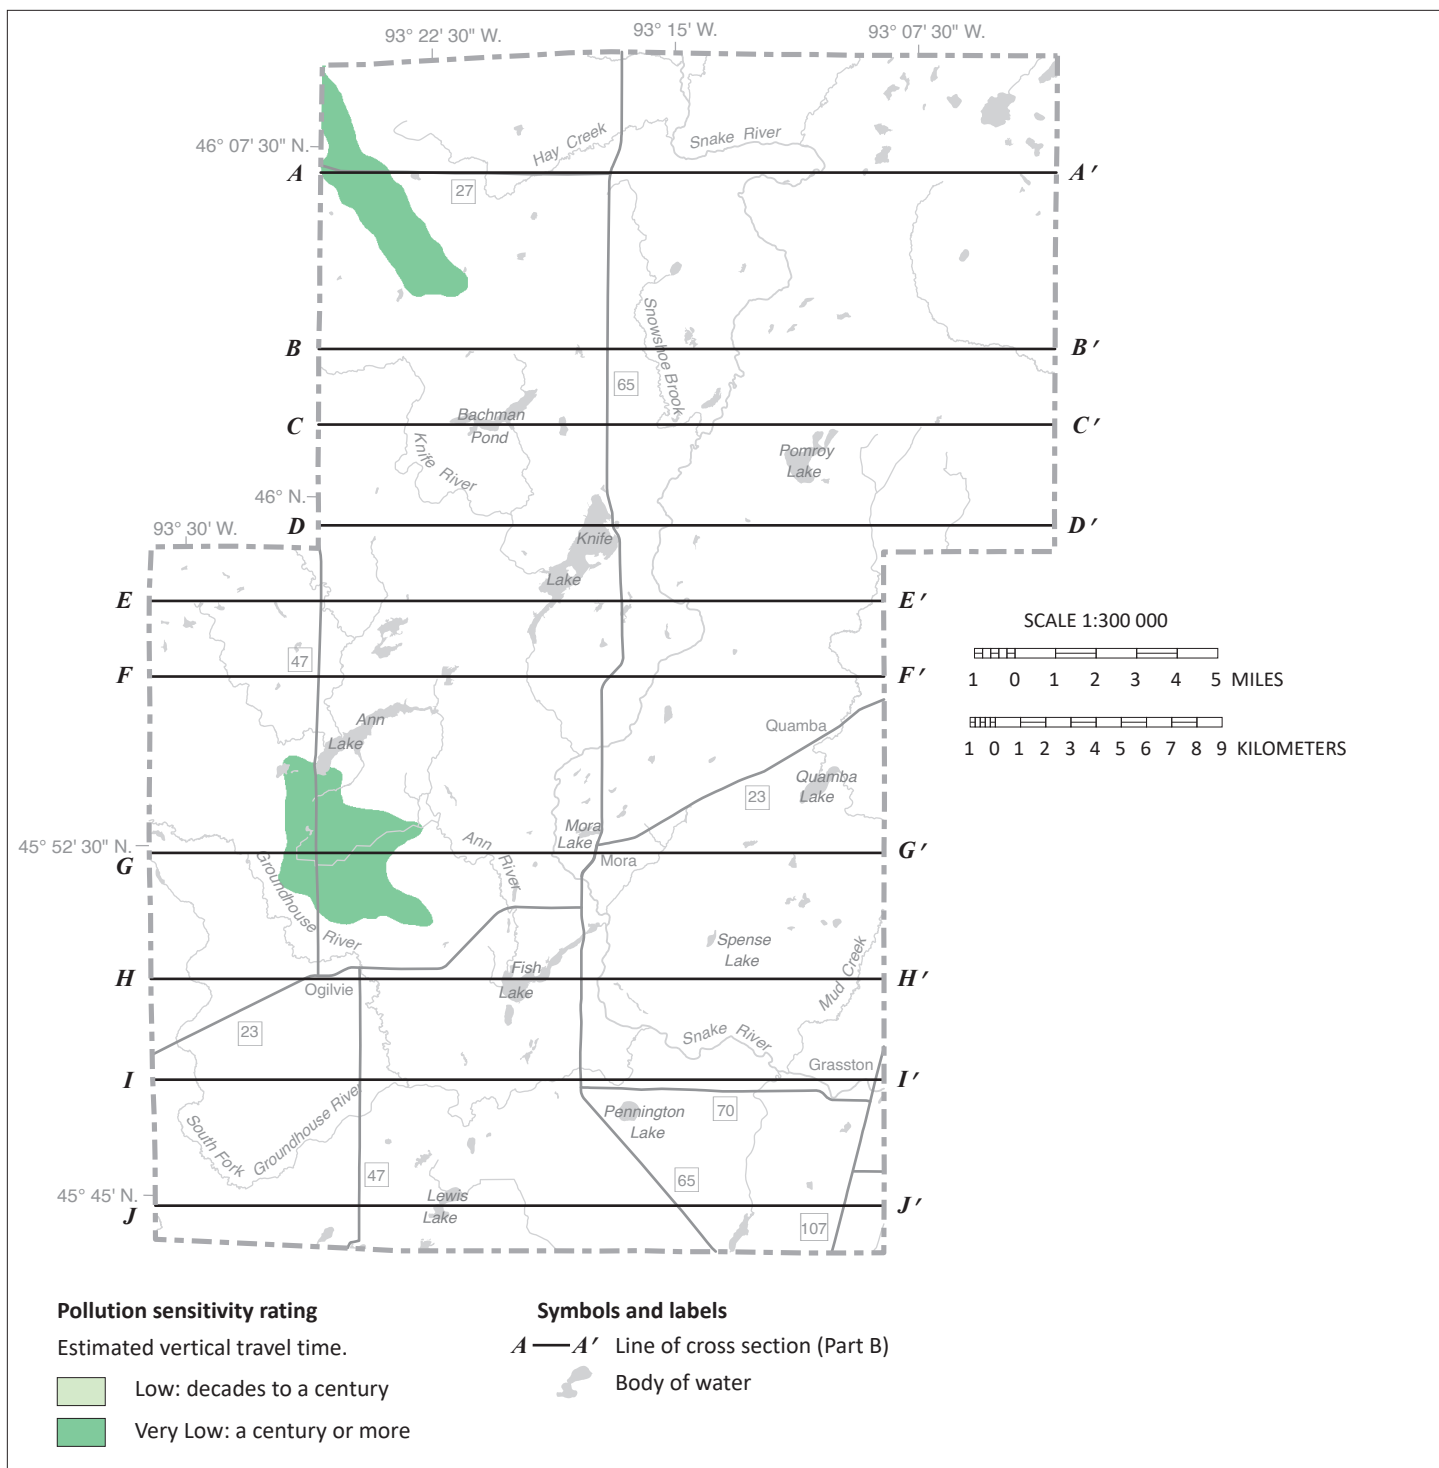 93° 22' 30" W.
93° 15' W.
93° 07' 30" W.
46° 07' 30" N.
Hay Creek
Snake River
A
A'
27
Snowshoe Brook
B
B'
65
Bachman
Pond
C
C'
Knife River
Pomroy
Lake
46° N.
93° 30' W.
D
D'
Knife
Lake
E
E'
SCALE 1:300 000
47
F
F'
1 0 1 2 3 4 5 MILES
Ann
Lake
Quamba
1 0 1 2 3 4 5 6 7 8 9 KILOMETERS
Quamba
Lake
23
Mora
Lake
45° 52' 30" N.
Ann River
G
G'
Mora
Groundhouse River
Spense
Lake
Mud Creek
Fish
Lake
H
H'
Ogilvie
23
Snake River
Grasston
I
I'
Pennington
Lake
70
South Fork Groundhouse River
47
65
45° 45' N.
Lewis
Lake
J
J'
107
Pollution sensitivity rating
Estimated vertical travel time.
Low: decades to a century
Very Low: a century or more
Symbols and labels
A — A' Line of cross section (Part B)
Body of water